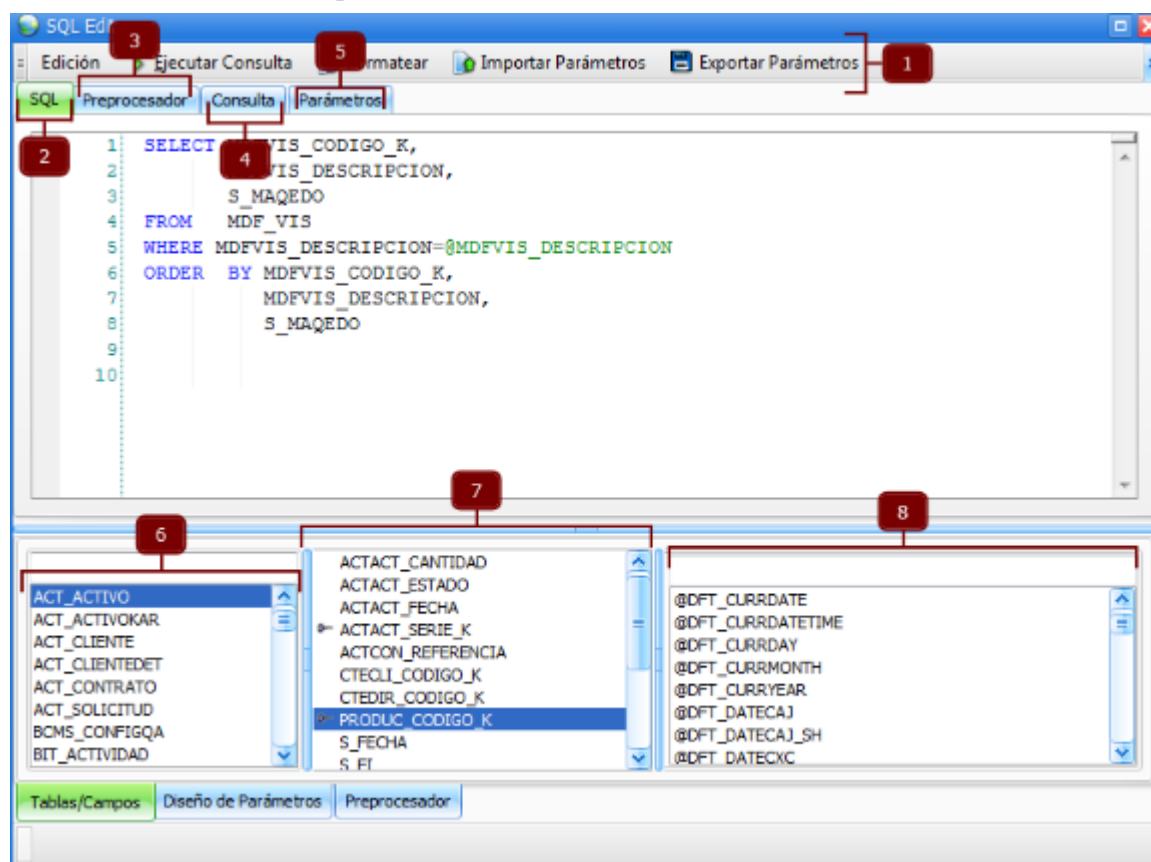 SQL Ed
3
5
Edición Ejecutar Consulta rmatear Importar Parámetros Exportar Parámetros
1
SQL Preprocesador Consulta Parámetros
2
4
1 SELECT VIS_CODIGO_K,
2 VIS_DESCRIPCION,
3 S_MAQEDO
4 FROM MDF_VIS
5 WHERE MDFVIS_DESCRIPCION=@MDFVIS_DESCRIPCION
6 ORDER BY MDFVIS_CODIGO_K,
7 MDFVIS_DESCRIPCION,
8 S_MAQEDO
9
10
7
8
6
ACT_ACTIVO
ACT_ACTIVOKAR
ACT_CLIENTE
ACT_CLIENTEDET
ACT_CONTRATO
ACT_SOLICITUD
BCMS_CONFIGQA
BIT_ACTIVIDAD
ACTACT_CANTIDAD
ACTACT_ESTADO
ACTACT_FECHA
ACTACT_SERIE_K
ACTCON_REFERENCIA
CTECLI_CODIGO_K
CTEDIR_CODIGO_K
PRODUC_CODIGO_K
S_FECHA
@DFT_CURRDATE
@DFT_CURRDATETIME
@DFT_CURRDAY
@DFT_CURRMONTH
@DFT_CURRYEAR
@DFT_DATECAJ
@DFT_DATECAJ_SH
@DFT_DATECXC
Tablas/Campos Diseño de Parámetros Preprocesador